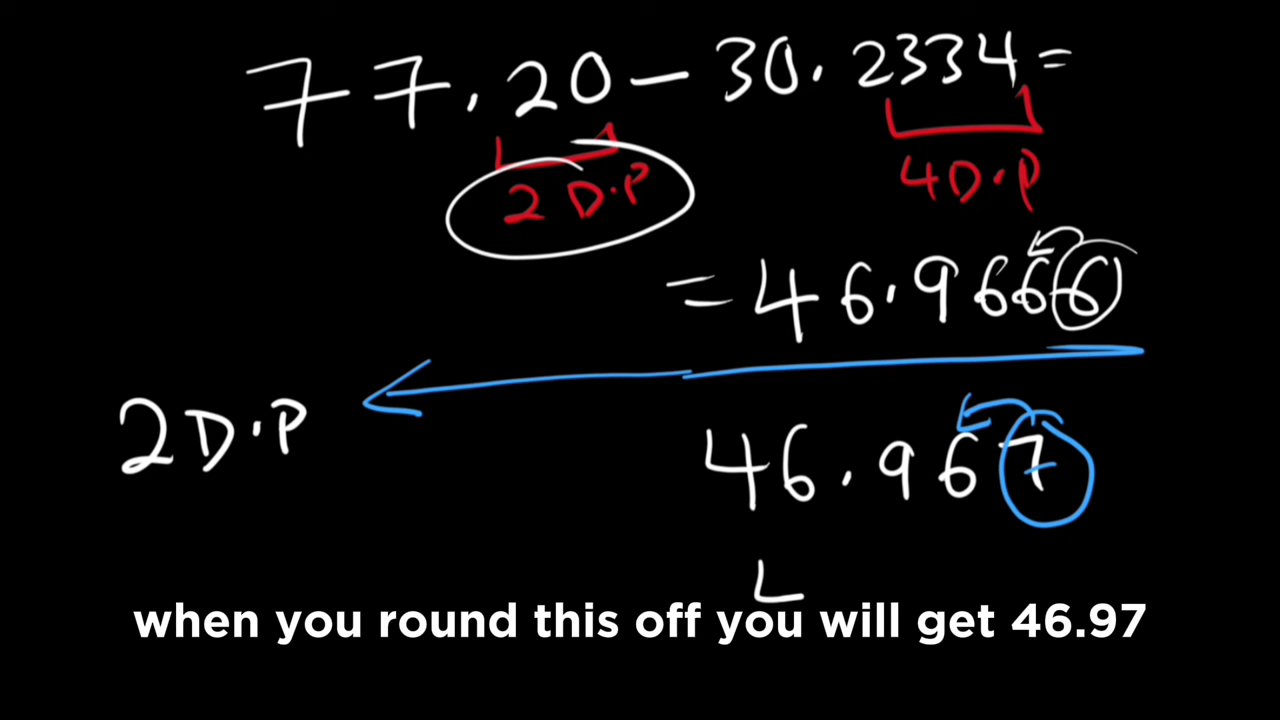 77.20 - 30.2334 =
2 D.P 4 D.P
= 46.9666
2 D.P 46.967
L
when you round this off you will get 46.97